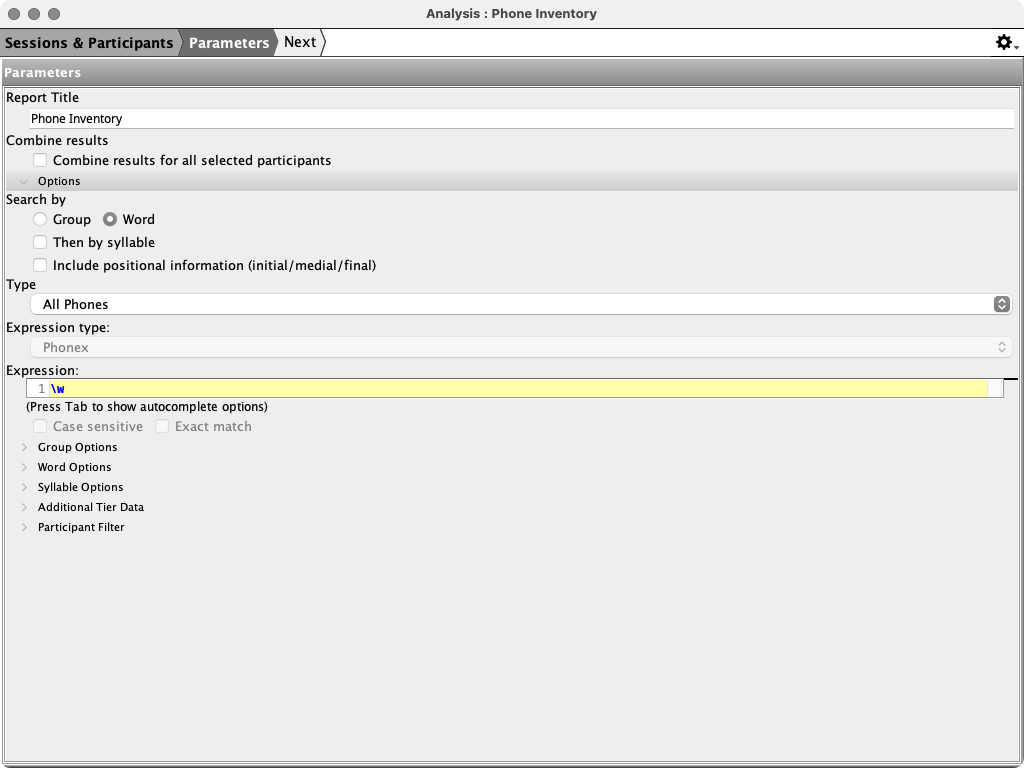 Analysis : Phone Inventory
Sessions & Participants Parameters Next
Parameters
Report Title
Phone Inventory
Combine results
Combine results for all selected participants
Options
Search by
Group Word
Then by syllable
Include positional information (initial/medial/final)
Type
All Phones
Expression type:
Phonex
Expression:
1 \w
(Press Tab to show autocomplete options)
Case sensitive Exact match
Group Options
Word Options
Syllable Options
Additional Tier Data
Participant Filter